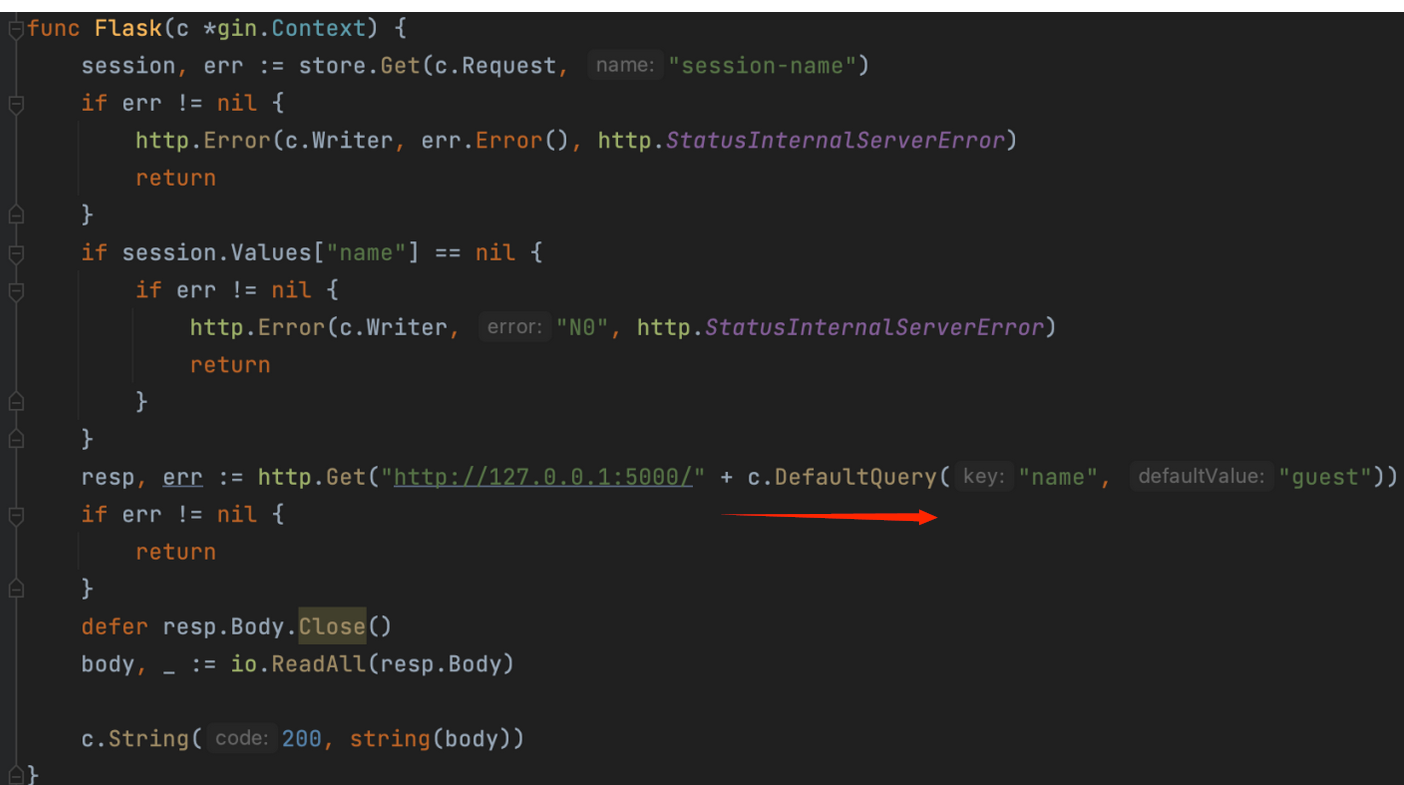 func Flask(c *gin.Context) {
session, err := store.Get(c.Request, name: "session-name")
if err != nil {
http.Error(c.Writer, err.Error(), http.StatusInternalServerError)
return
}
if session.Values["name"] == nil {
if err != nil {
http.Error(c.Writer, error: "N0", http.StatusInternalServerError)
return
}
}
resp, err := http.Get("http://127.0.0.1:5000/" + c.DefaultQuery( key: "name", defaultValue: "guest"))
if err != nil {
return
}
defer resp.Body.Close()
body, _ := io.ReadAll(resp.Body)
c.String( code: 200, string(body))
}